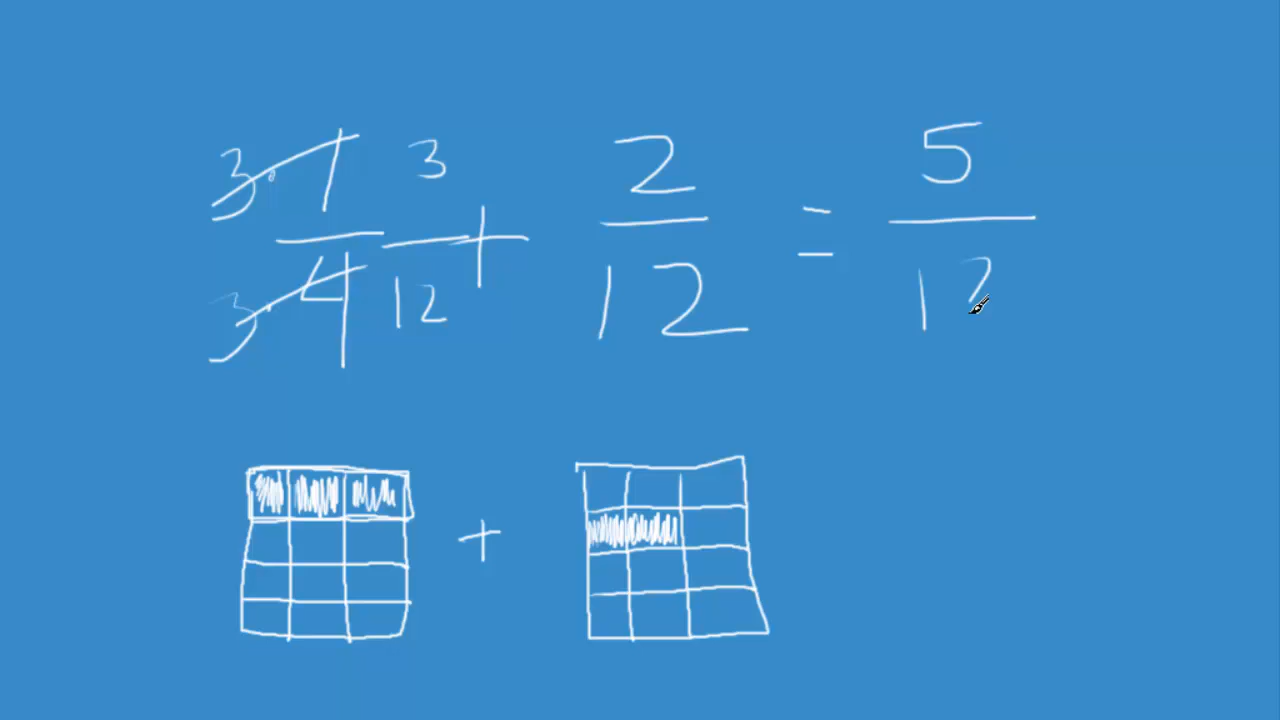 3 · 1 3 2 5
— — + — = —
3 · 4 12 12 12
+